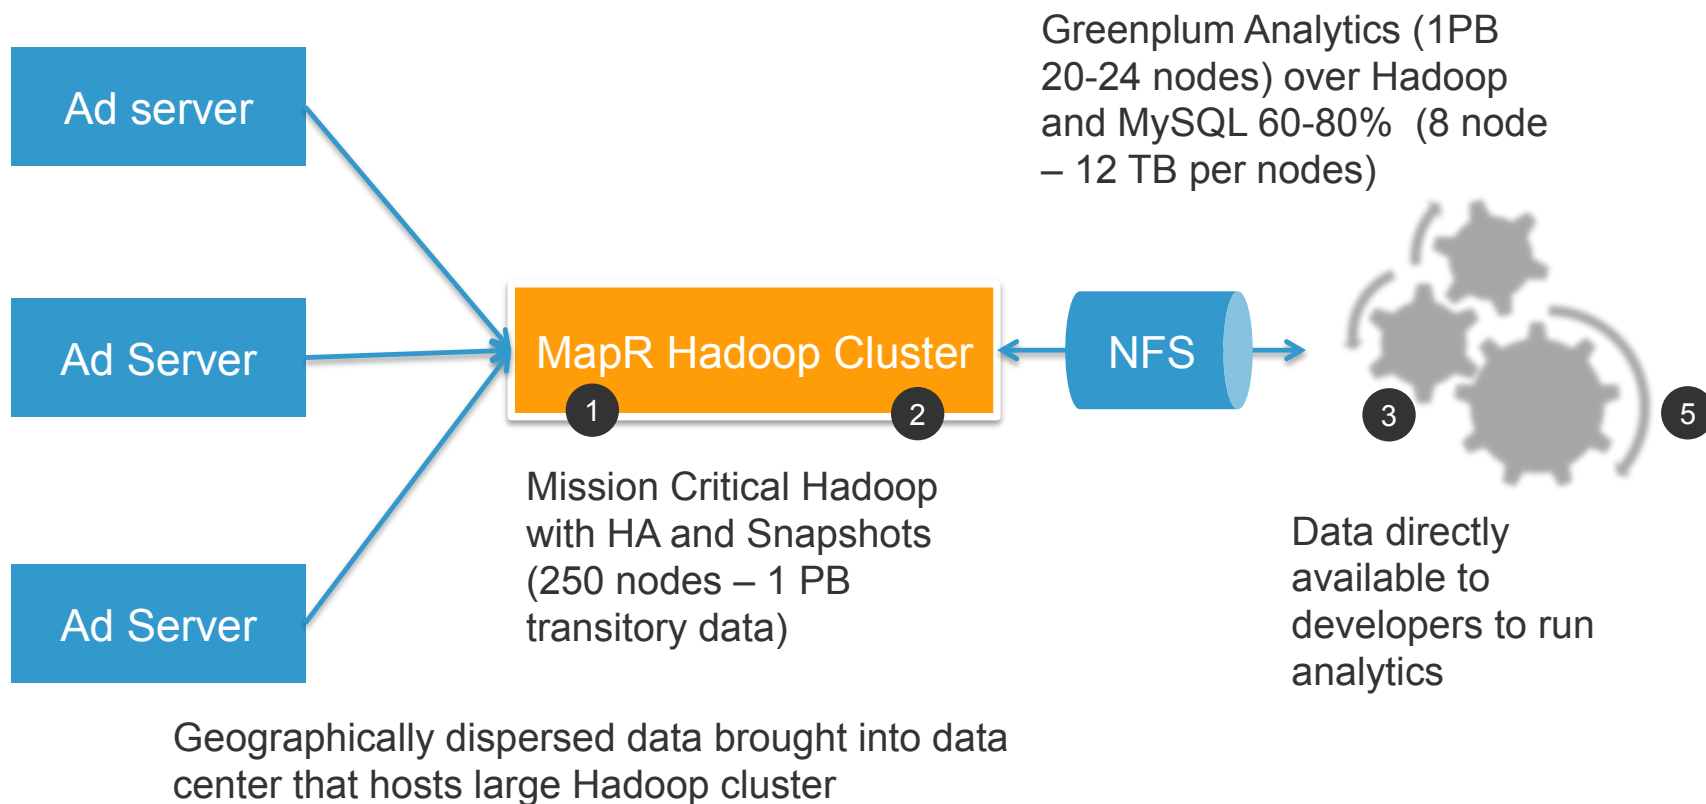 Greenplum Analytics (1PB
20-24 nodes) over Hadoop
and MySQL 60-80% (8 node
– 12 TB per nodes)
Ad server
Ad Server
Ad Server
MapR Hadoop Cluster
1
2
NFS
3
5
Mission Critical Hadoop
with HA and Snapshots
(250 nodes – 1 PB
transitory data)
Data directly
available to
developers to run
analytics
Geographically dispersed data brought into data
center that hosts large Hadoop cluster